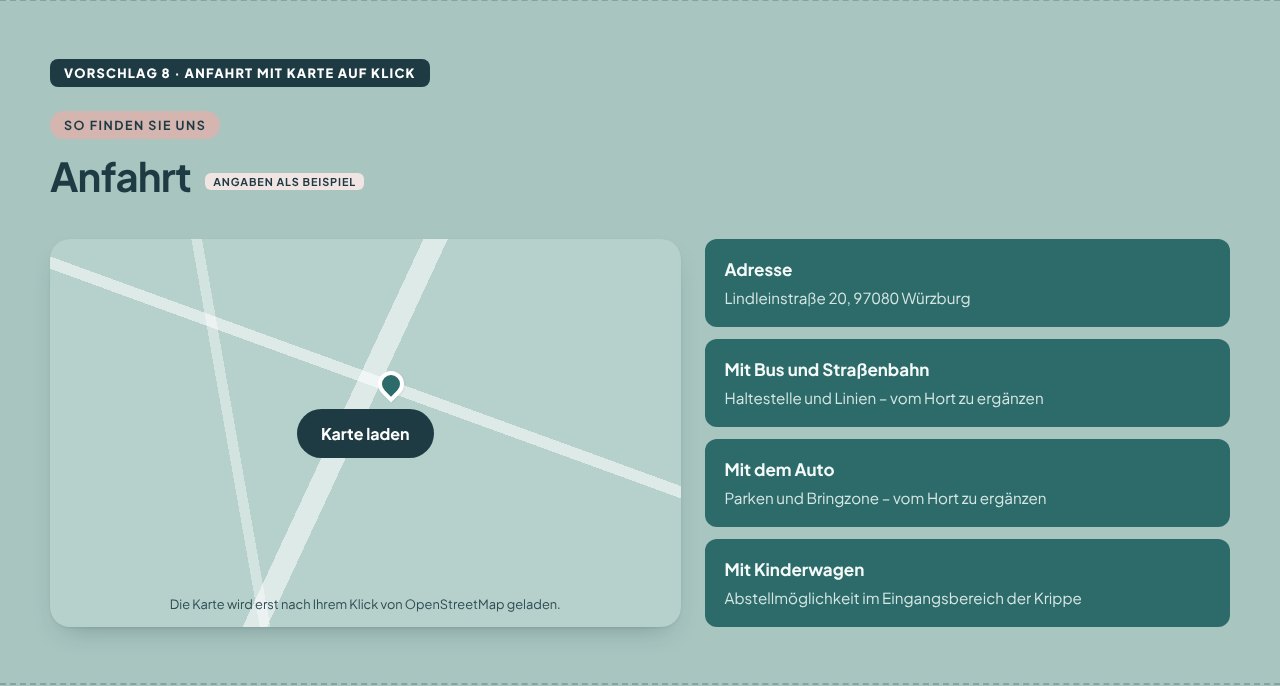 VORSCHLAG 8 · ANFAHRT MIT KARTE AUF KLICK
SO FINDEN SIE UNS
Anfahrt ANGABEN ALS BEISPIEL
Karte laden
Die Karte wird erst nach Ihrem Klick von OpenStreetMap geladen.
Adresse
Lindleinstraße 20, 97080 Würzburg
Mit Bus und Straßenbahn
Haltestelle und Linien – vom Hort zu ergänzen
Mit dem Auto
Parken und Bringzone – vom Hort zu ergänzen
Mit Kinderwagen
Abstellmöglichkeit im Eingangsbereich der Krippe